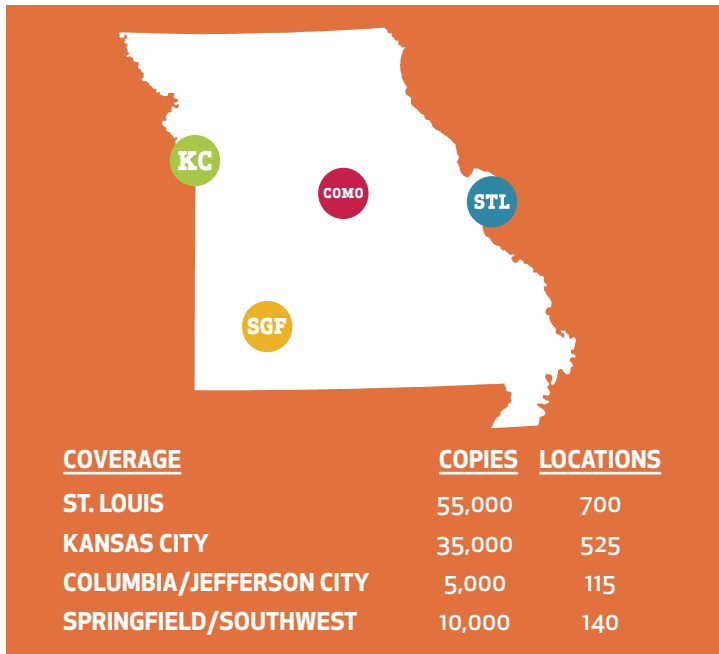 KC
COMO
STL
SGF
COVERAGE COPIES LOCATIONS
ST. LOUIS 55,000 700
KANSAS CITY 35,000 525
COLUMBIA/JEFFERSON CITY 5,000 115
SPRINGFIELD/SOUTHWEST 10,000 140